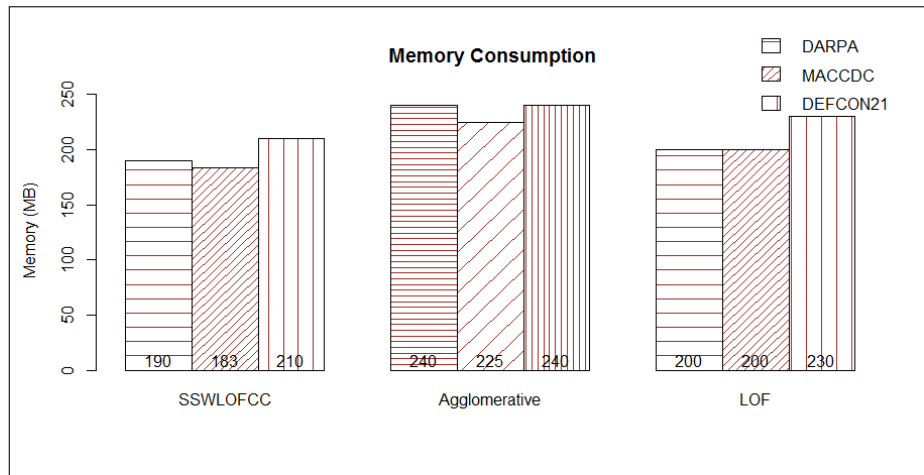 Memory Consumption
DARPA
MACCDC
DEFCON21
Memory (MB)
250
200
150
100
50
0
190 183 210 240 225 240 200 200 230
SSWLOFCC Agglomerative LOF